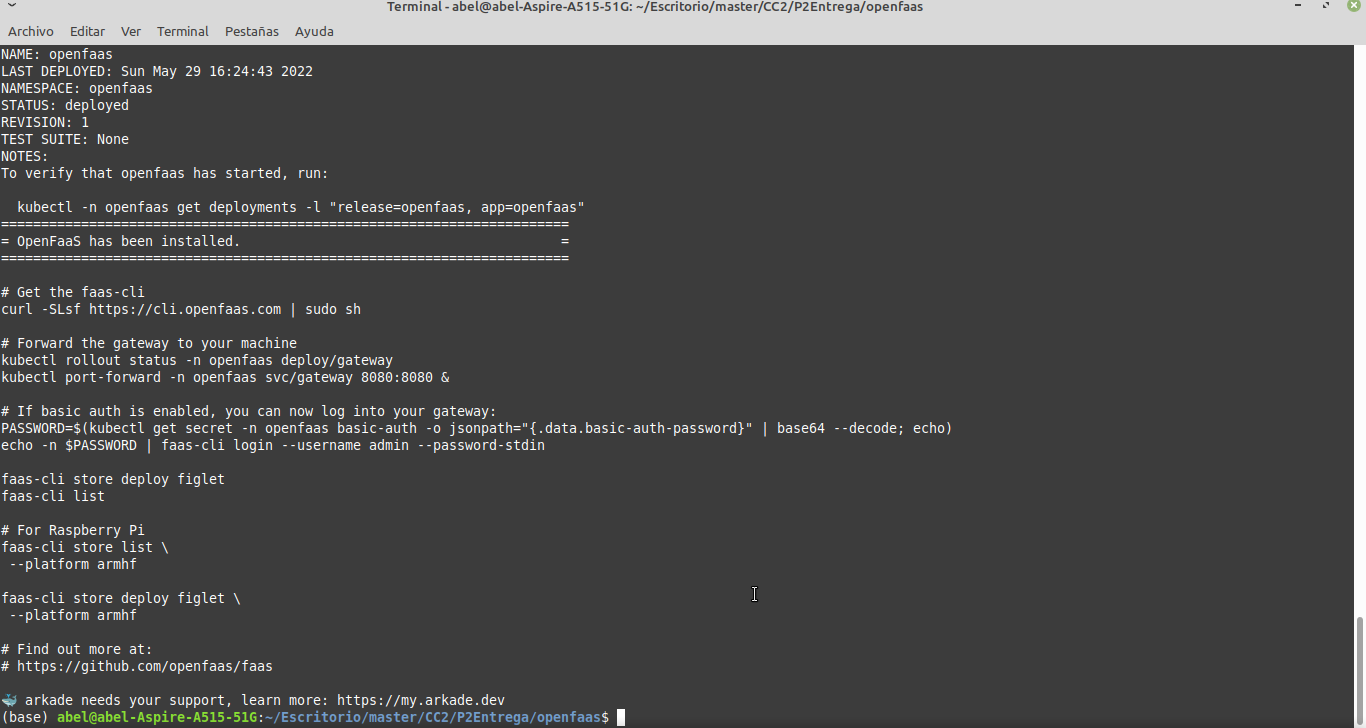 Terminal - abel@abel-Aspire-A515-51G: ~/Escritorio/master/CC2/P2Entrega/openfaas
Archivo Editar Ver Terminal Pestañas Ayuda
NAME: openfaas
LAST DEPLOYED: Sun May 29 16:24:43 2022
NAMESPACE: openfaas
STATUS: deployed
REVISION: 1
TEST SUITE: None
NOTES:
To verify that openfaas has started, run:

  kubectl -n openfaas get deployments -l "release=openfaas, app=openfaas"
=======================================================================
= OpenFaaS has been installed.                                        =
=======================================================================

# Get the faas-cli
curl -SLsf https://cli.openfaas.com | sudo sh

# Forward the gateway to your machine
kubectl rollout status -n openfaas deploy/gateway
kubectl port-forward -n openfaas svc/gateway 8080:8080 &

# If basic auth is enabled, you can now log into your gateway:
PASSWORD=$(kubectl get secret -n openfaas basic-auth -o jsonpath="{.data.basic-auth-password}" | base64 --decode; echo)
echo -n $PASSWORD | faas-cli login --username admin --password-stdin

faas-cli store deploy figlet
faas-cli list

# For Raspberry Pi
faas-cli store list \
 --platform armhf

faas-cli store deploy figlet \
 --platform armhf

# Find out more at:
# https://github.com/openfaas/faas

🐳 arkade needs your support, learn more: https://my.arkade.dev
(base) abel@abel-Aspire-A515-51G:~/Escritorio/master/CC2/P2Entrega/openfaas$